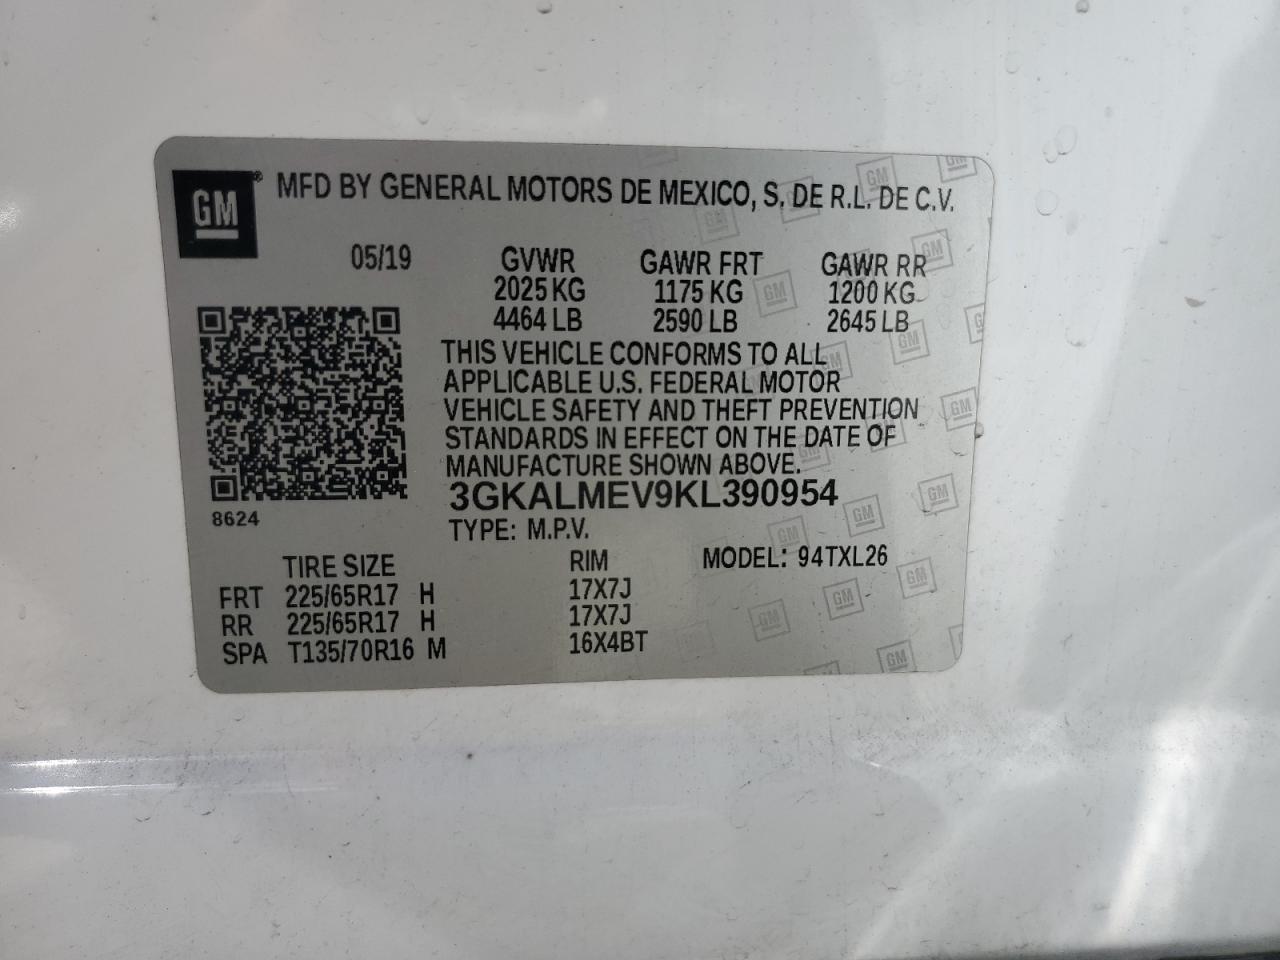 GM® MFD BY GENERAL MOTORS DE MEXICO, S. DE R.L. DE C.V.
05/19 GVWR GAWR FRT GAWR RR
2025 KG 1175 KG 1200 KG
4464 LB 2590 LB 2645 LB
THIS VEHICLE CONFORMS TO ALL
APPLICABLE U.S. FEDERAL MOTOR
VEHICLE SAFETY AND THEFT PREVENTION
STANDARDS IN EFFECT ON THE DATE OF
MANUFACTURE SHOWN ABOVE.
3GKALMEV9KL390954
8624
TYPE: M.P.V.
TIRE SIZE RIM MODEL: 94TXL26
FRT 225/65R17 H 17X7J
RR 225/65R17 H 17X7J
SPA T135/70R16 M 16X4BT